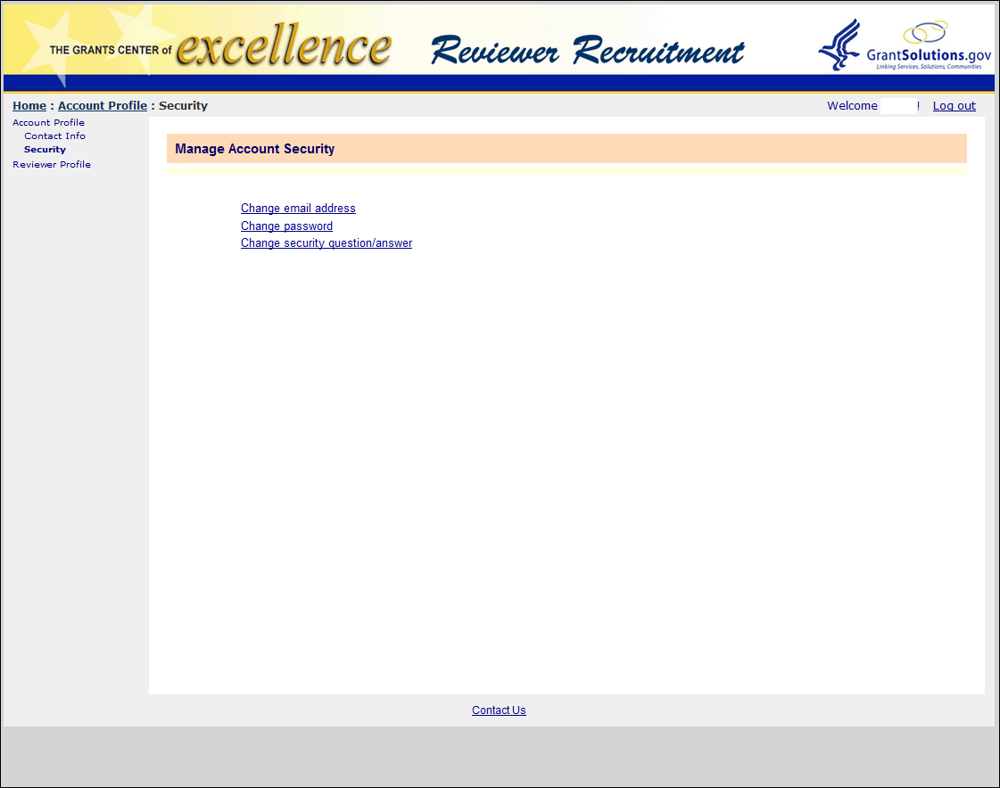 THE GRANTS CENTER of excellence Reviewer Recruitment
GrantSolutions.gov
Linking Services, Solutions, Communities
Home : Account Profile : Security Welcome ! Log out
Account Profile
Contact Info
Security
Reviewer Profile
Manage Account Security
Change email address
Change password
Change security question/answer
Contact Us